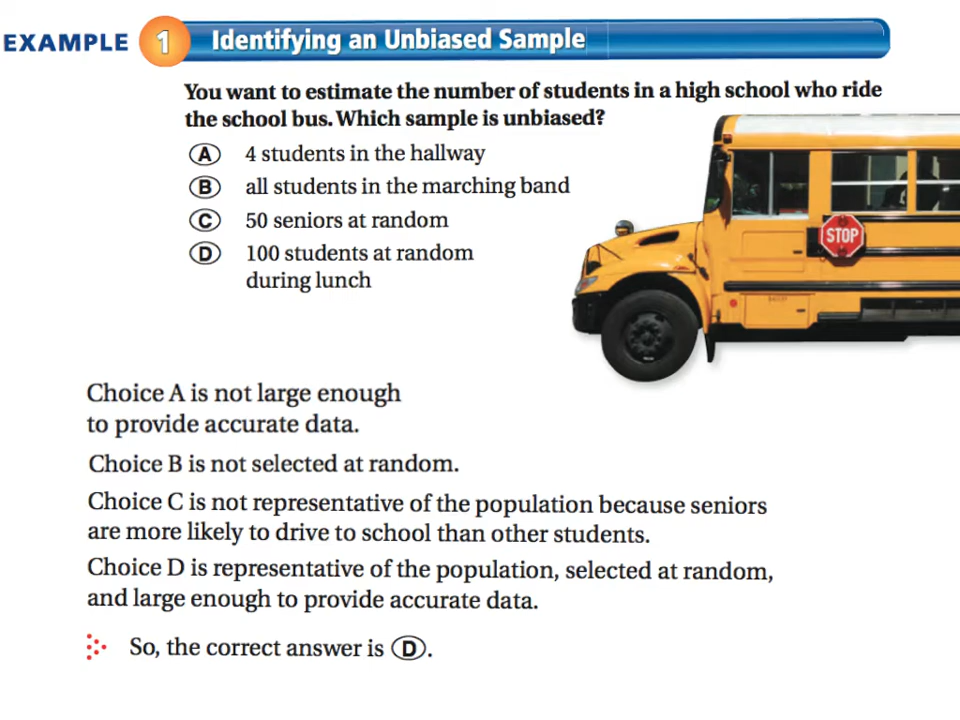 EXAMPLE 1 Identifying an Unbiased Sample
You want to estimate the number of students in a high school who ride
the school bus. Which sample is unbiased?
A 4 students in the hallway
B all students in the marching band
C 50 seniors at random
D 100 students at random
during lunch
STOP
Choice A is not large enough
to provide accurate data.
Choice B is not selected at random.
Choice C is not representative of the population because seniors
are more likely to drive to school than other students.
Choice D is representative of the population, selected at random,
and large enough to provide accurate data.
So, the correct answer is D.